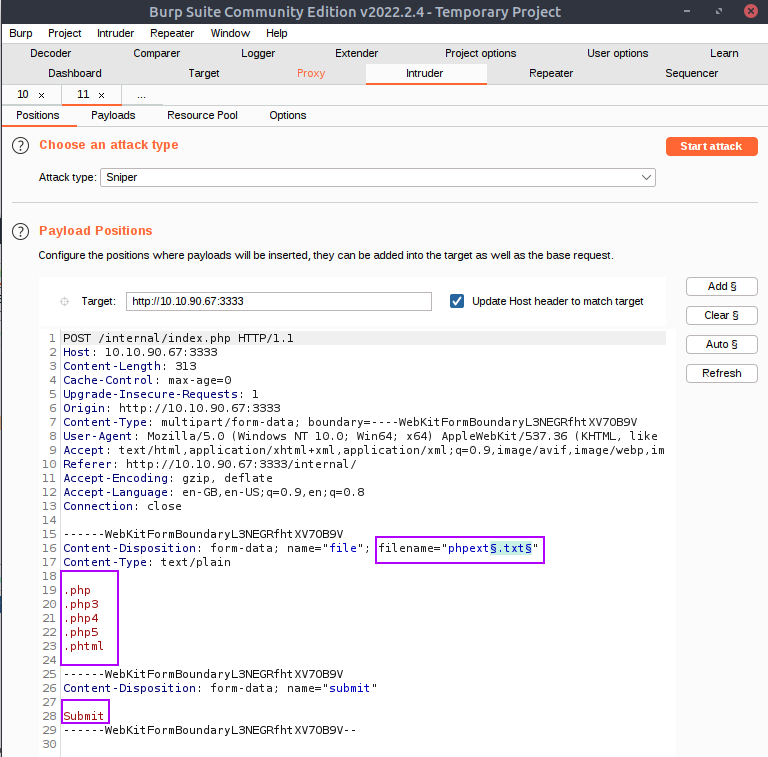 Burp Suite Community Edition v2022.2.4 - Temporary Project
Burp Project Intruder Repeater Window Help
Decoder Comparer Logger Extender Project options User options Learn
Dashboard Target Proxy Intruder Repeater Sequencer
10 × 11 × ...
Positions Payloads Resource Pool Options
? Choose an attack type Start attack
Attack type: Sniper
? Payload Positions
Configure the positions where payloads will be inserted, they can be added into the target as well as the base request.
Add §
Target: http://10.10.90.67:3333 Update Host header to match target
Clear §
Auto §
Refresh
1 POST /internal/index.php HTTP/1.1
2 Host: 10.10.90.67:3333
3 Content-Length: 313
4 Cache-Control: max-age=0
5 Upgrade-Insecure-Requests: 1
6 Origin: http://10.10.90.67:3333
7 Content-Type: multipart/form-data; boundary=----WebKitFormBoundaryL3NEGRfhtXV7OB9V
8 User-Agent: Mozilla/5.0 (Windows NT 10.0; Win64; x64) AppleWebKit/537.36 (KHTML, like
9 Accept: text/html,application/xhtml+xml,application/xml;q=0.9,image/avif,image/webp,im
10 Referer: http://10.10.90.67:3333/internal/
11 Accept-Encoding: gzip, deflate
12 Accept-Language: en-GB,en-US;q=0.9,en;q=0.8
13 Connection: close
14
15 ------WebKitFormBoundaryL3NEGRfhtXV7OB9V
16 Content-Disposition: form-data; name="file"; filename="phpext§.txt§"
17 Content-Type: text/plain
18
19 .php
20 .php3
21 .php4
22 .php5
23 .phtml
24
25 ------WebKitFormBoundaryL3NEGRfhtXV7OB9V
26 Content-Disposition: form-data; name="submit"
27
28 Submit
29 ------WebKitFormBoundaryL3NEGRfhtXV7OB9V--
30